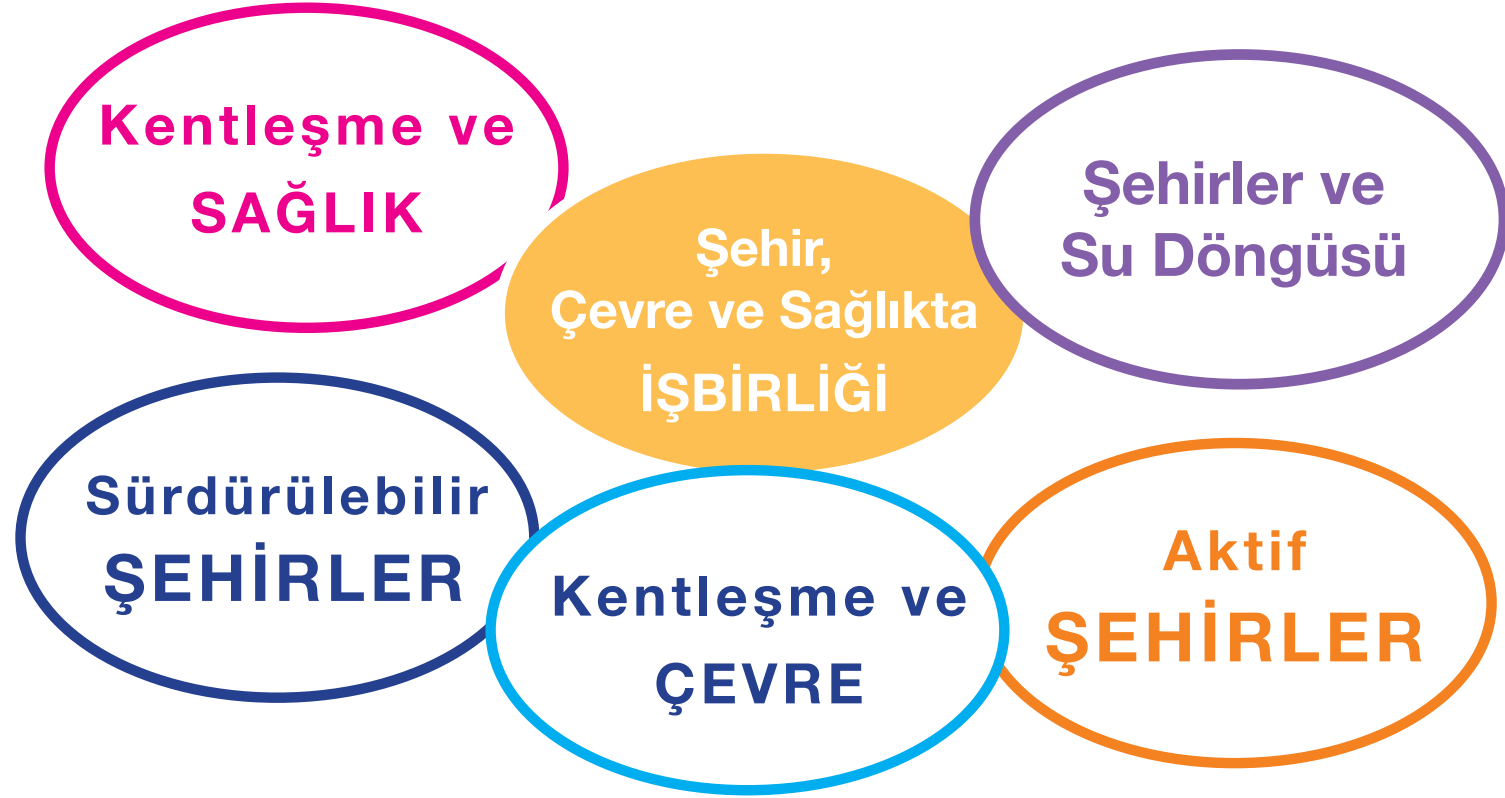 Kentleşme ve
SAĞLIK
Şehir,
Çevre ve Sağlıkta
İŞBİRLİĞİ
Şehirler ve
Su Döngüsü
Sürdürülebilir
ŞEHİRLER
Kentleşme ve
ÇEVRE
Aktif
ŞEHİRLER